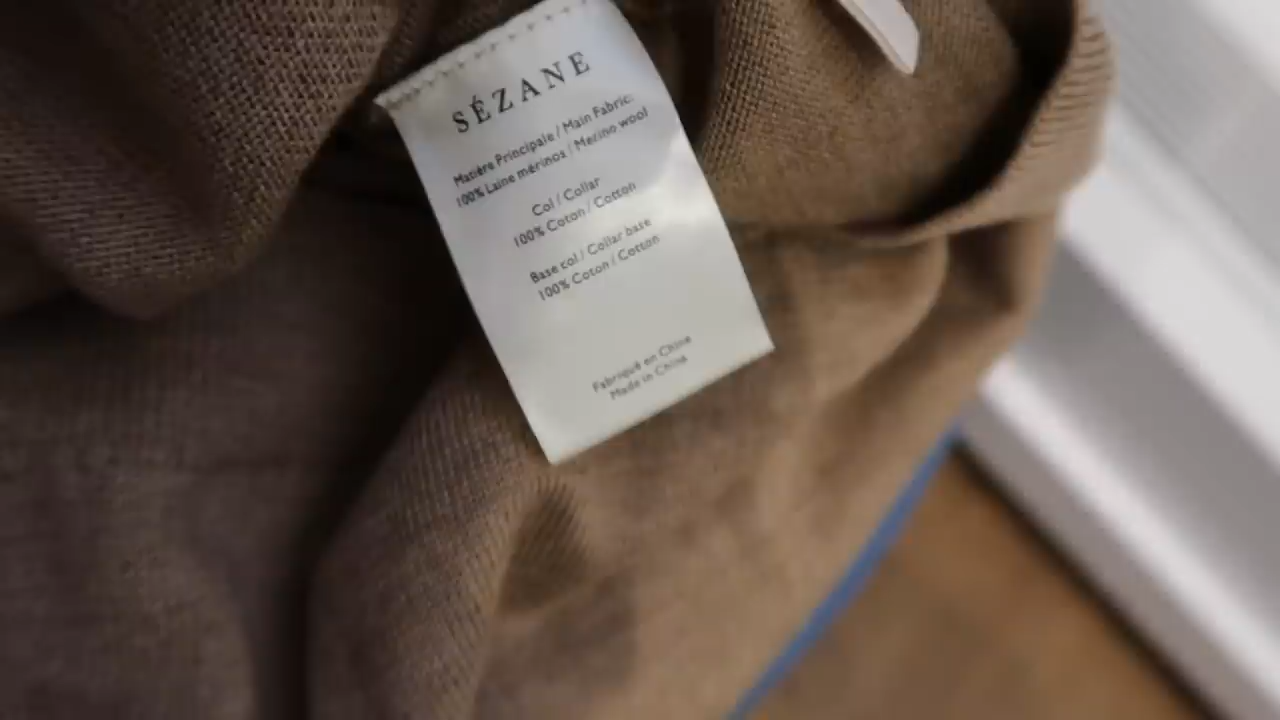 SÉZANE
Matière Principale / Main Fabric:
100% Laine mérinos / Merino wool
Col / Collar
100% Coton / Cotton
Base col / Collar base
100% Coton / Cotton
Fabriqué en Chine
Made in China